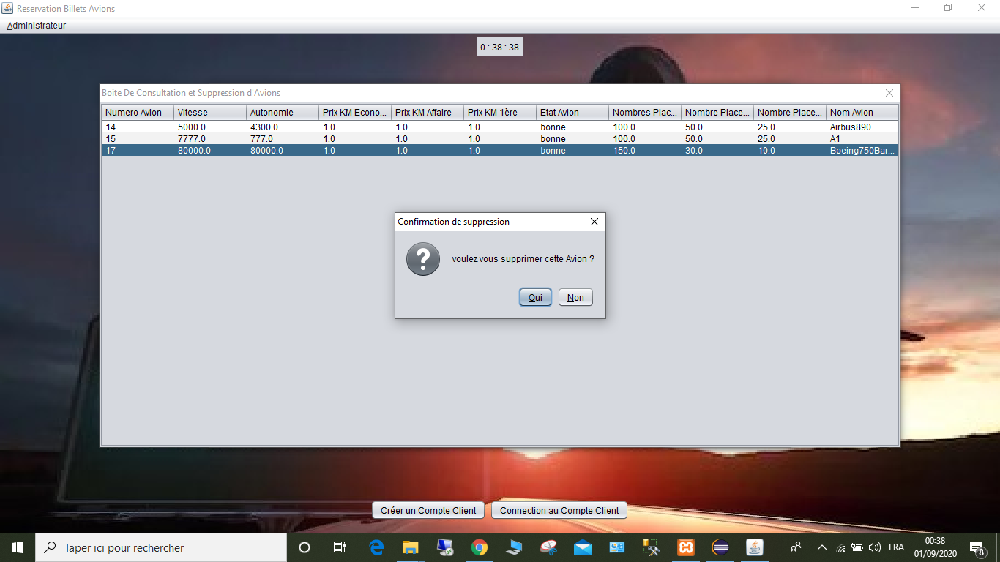 Reservation Billets Avions
Administrateur
0 : 38 : 38
Boite De Consultation et Suppression d'Avions
Numero Avion Vitesse Autonomie Prix KM Econo... Prix KM Affaire Prix KM 1ère Etat Avion Nombres Plac... Nombre Place... Nombre Place... Nom Avion
14 5000.0 4300.0 1.0 1.0 1.0 bonne 100.0 50.0 25.0 Airbus890
15 7777.0 777.0 1.0 1.0 1.0 bonne 100.0 50.0 25.0 A1
17 80000.0 80000.0 1.0 1.0 1.0 bonne 150.0 30.0 10.0 Boeing750Bar...
Confirmation de suppression
voulez vous supprimer cette Avion ?
Oui Non
Créer un Compte Client Connection au Compte Client
Taper ici pour rechercher
FRA
00:38
01/09/2020
8